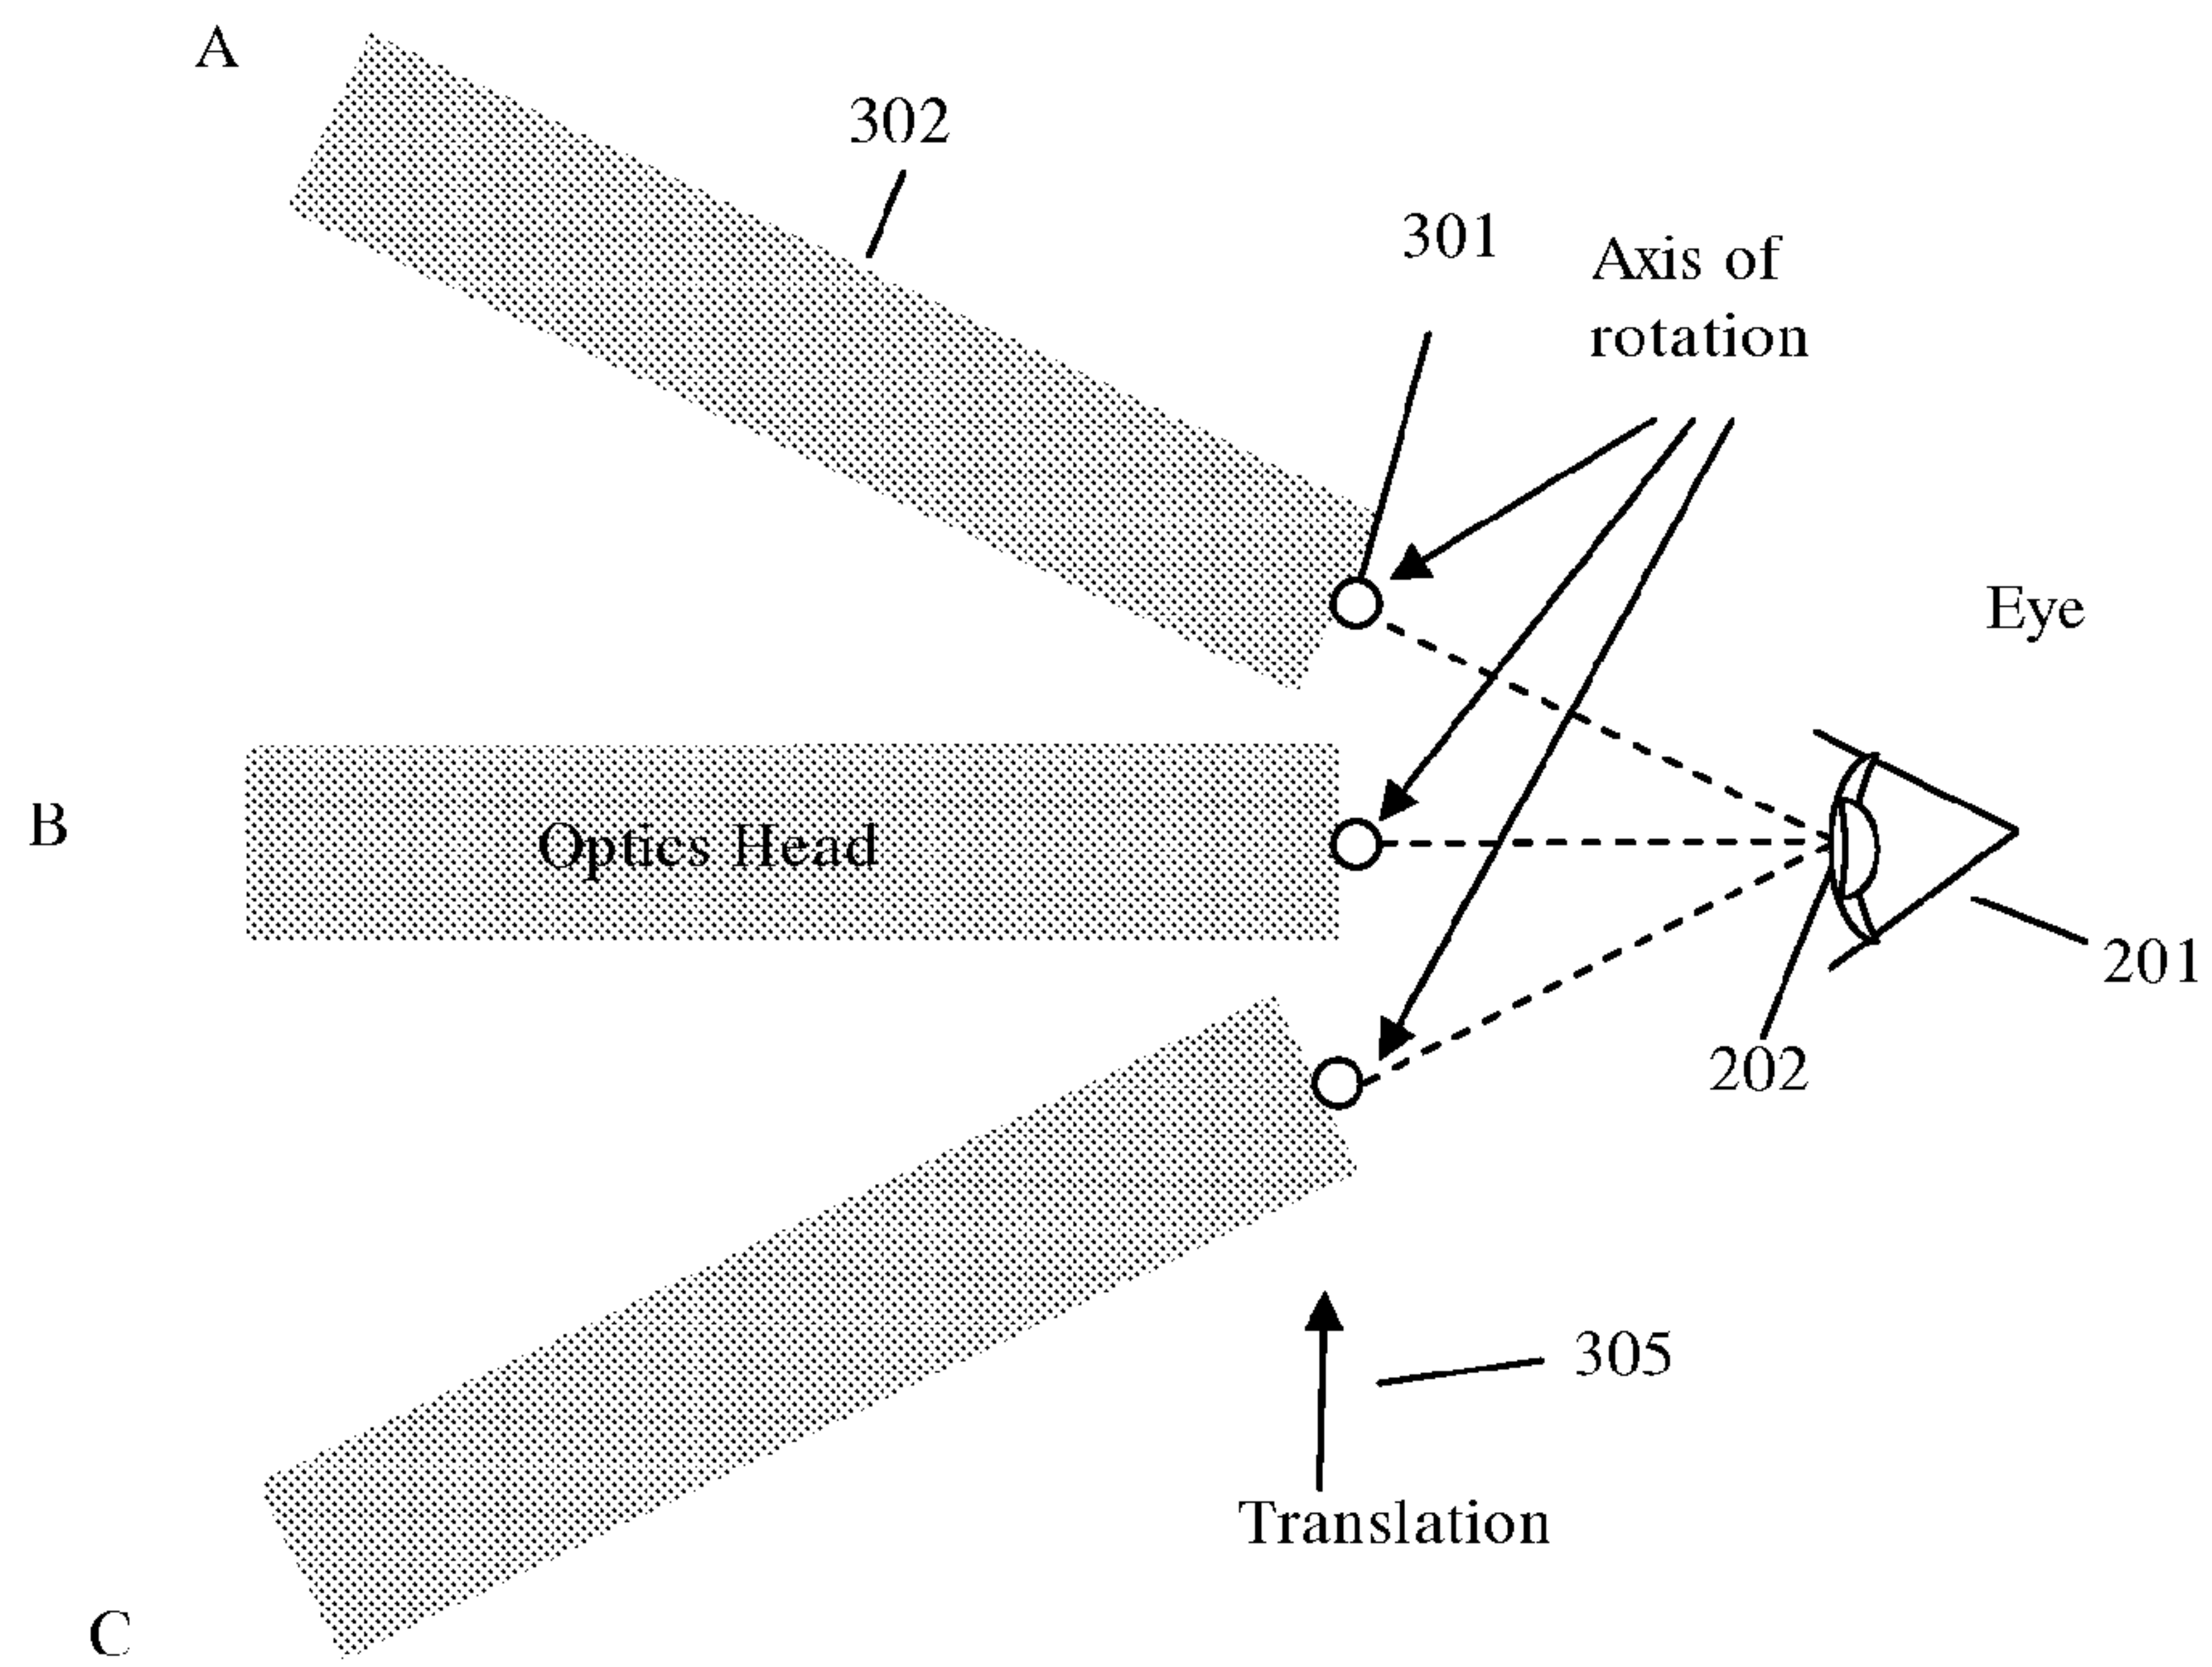 A
302
301
Axis of
rotation
Eye
B
Optics Head
201
202
305
Translation
C